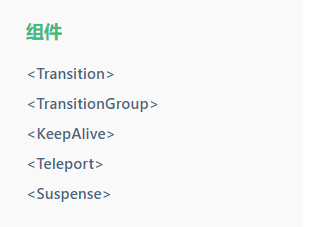 组件
<Transition>
<TransitionGroup>
<KeepAlive>
<Teleport>
<Suspense>